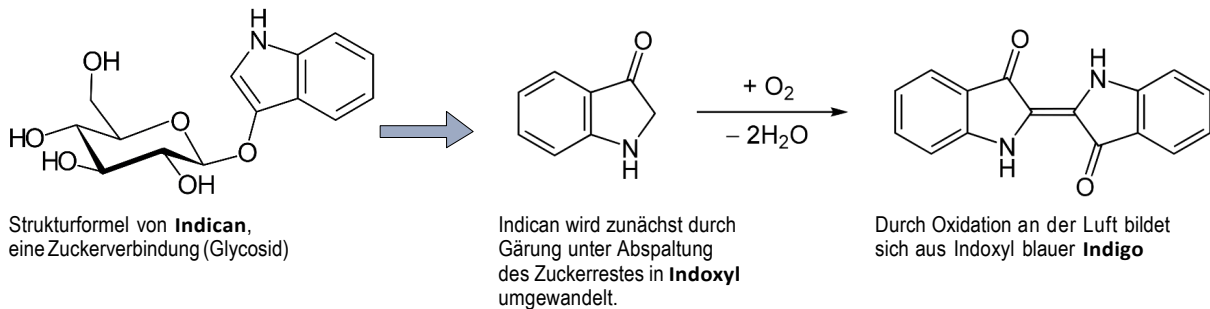 H
N
OH
HO
HO
O
OH
O
O
N
H
+ O₂
− 2H₂O
O
H
N
N
H
O
Strukturformel von Indican,
eine Zuckerverbindung (Glycosid)
Indican wird zunächst durch
Gärung unter Abspaltung
des Zuckerrestes in Indoxyl
umgewandelt.
Durch Oxidation an der Luft bildet
sich aus Indoxyl blauer Indigo